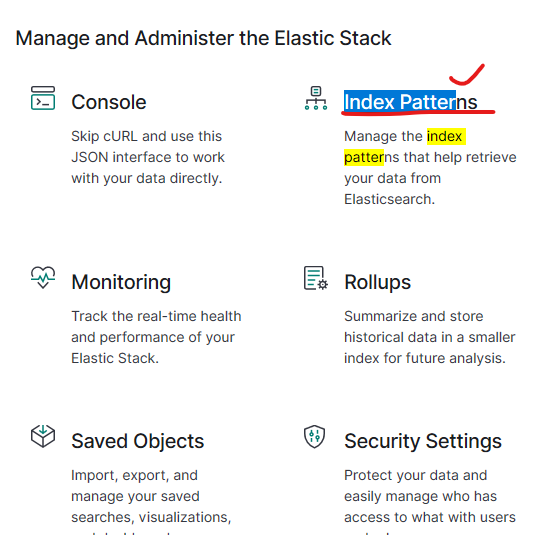 Manage and Administer the Elastic Stack
Console
Skip cURL and use this
JSON interface to work
with your data directly.
Index Patterns
Manage the index
patterns that help retrieve
your data from
Elasticsearch.
Monitoring
Track the real-time health
and performance of your
Elastic Stack.
Rollups
Summarize and store
historical data in a smaller
index for future analysis.
Saved Objects
Import, export, and
manage your saved
searches, visualizations,
Security Settings
Protect your data and
easily manage who has
access to what with users